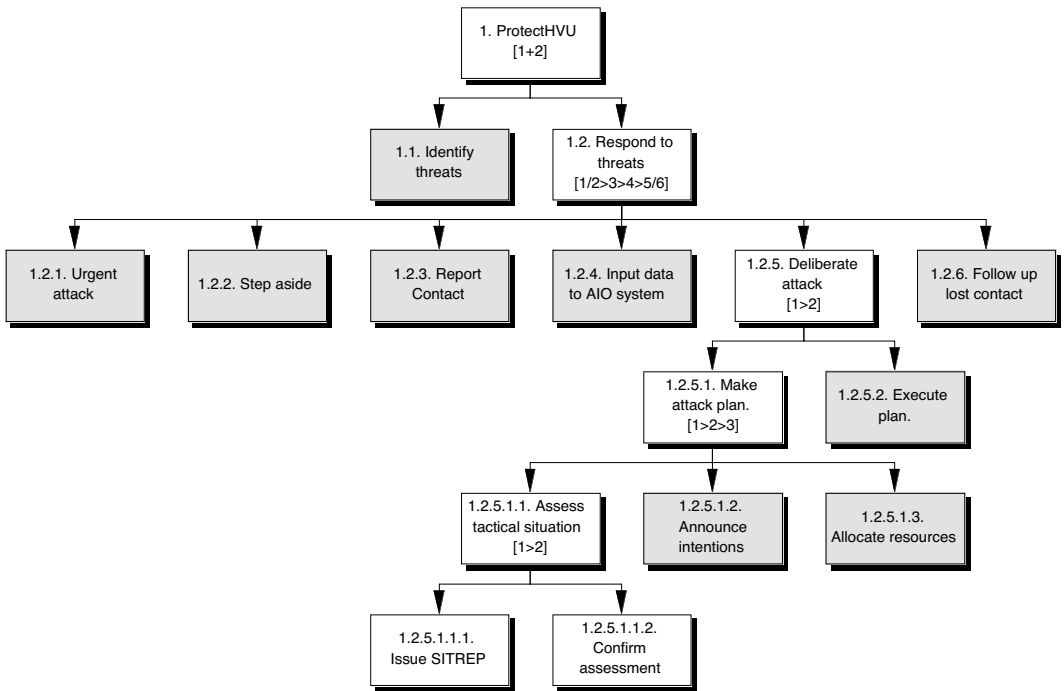 1. ProtectHVU
[1+2]
1.1. Identify
threats
1.2. Respond to
threats
[1/2>3>4>5/6]
1.2.1. Urgent
attack
1.2.2. Step aside
1.2.3. Report
Contact
1.2.4. Input data
to AIO system
1.2.5. Deliberate
attack
[1>2]
1.2.6. Follow up
lost contact
1.2.5.1. Make
attack plan.
[1>2>3]
1.2.5.2. Execute
plan.
1.2.5.1.1. Assess
tactical situation
[1>2]
1.2.5.1.2.
Announce
intentions
1.2.5.1.3.
Allocate resources
1.2.5.1.1.1.
Issue SITREP
1.2.5.1.1.2.
Confirm
assessment